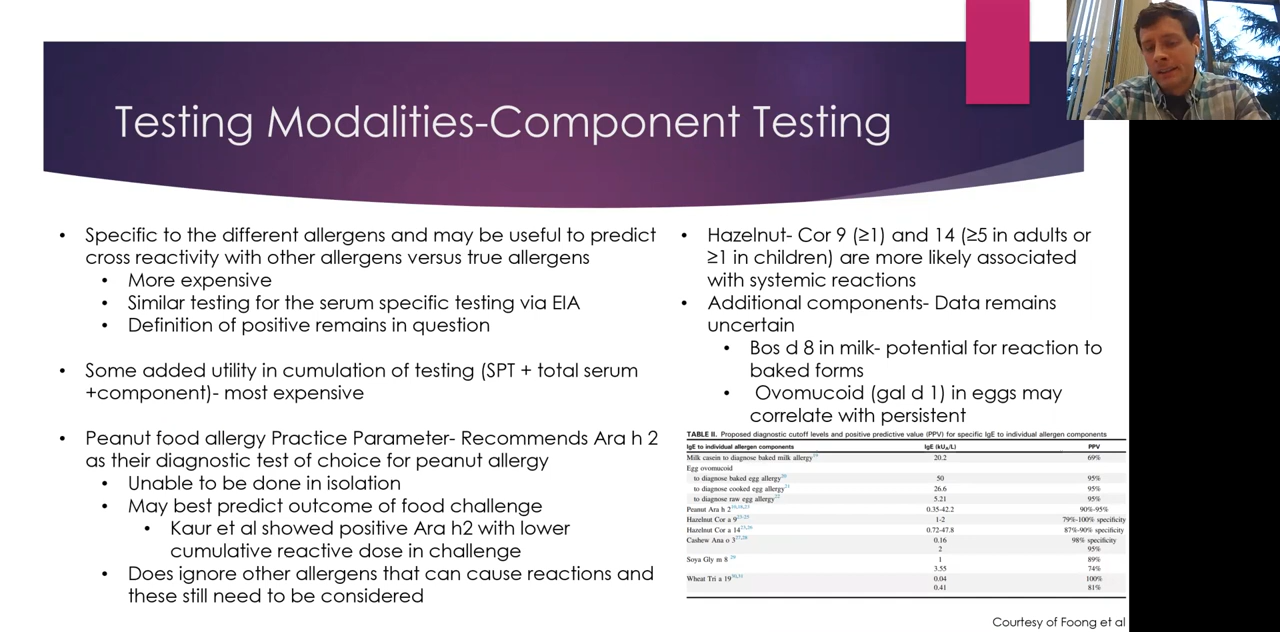 Testing Modalities-Component Testing
• Specific to the different allergens and may be useful to predict
cross reactivity with other allergens versus true allergens
• More expensive
• Similar testing for the serum specific testing via EIA
• Definition of positive remains in question
• Some added utility in cumulation of testing (SPT + total serum
+component)- most expensive
• Peanut food allergy Practice Parameter- Recommends Ara h 2
as their diagnostic test of choice for peanut allergy
• Unable to be done in isolation
• May best predict outcome of food challenge
• Kaur et al showed positive Ara h2 with lower
cumulative reactive dose in challenge
• Does ignore other allergens that can cause reactions and
these still need to be considered
• Hazelnut- Cor 9 (≥1) and 14 (≥5 in adults or
≥1 in children) are more likely associated
with systemic reactions
• Additional components- Data remains
uncertain
• Bos d 8 in milk- potential for reaction to
baked forms
• Ovomucoid (gal d 1) in eggs may
correlate with persistent
TABLE II. Proposed diagnostic cutoff levels and positive predictive value (PPV) for specific IgE to individual allergen components
IgE to individual allergen components IgE (kUA/L) PPV
Milk casein to diagnose baked milk allergy 20.2 69%
Egg ovomucoid
to diagnose baked egg allergy 50 95%
to diagnose cooked egg allergy 26.6 95%
to diagnose raw egg allergy 5.21 95%
Peanut Ara h 2 0.35-42.2 90%-95%
Hazelnut Cor a 9 1-2 79%-100% specificity
Hazelnut Cor a 14 0.72-47.8 87%-90% specificity
Cashew Ana o 3 0.16 98% specificity
2 95%
Soya Gly m 8 1 89%
3.55 74%
Wheat Tri a 19 0.04 100%
0.41 81%
Courtesy of Foong et al